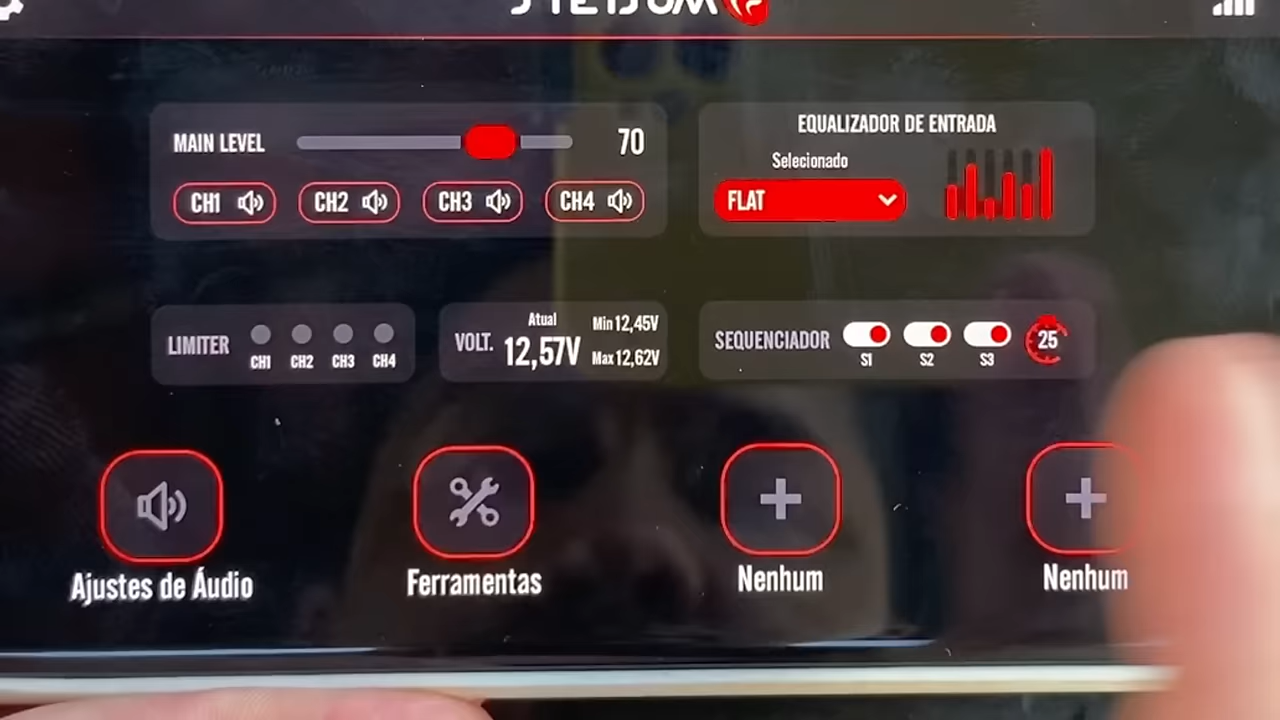 MAIN LEVEL
70
CH1
CH2
CH3
CH4
EQUALIZADOR DE ENTRADA
Selecionado
FLAT
LIMITER
CH1
CH2
CH3
CH4
VOLT.
Atual
12,57V
Min 12,45V
Max 12,62V
SEQUENCIADOR
S1
S2
S3
25
Ajustes de Áudio
Ferramentas
Nenhum
Nenhum